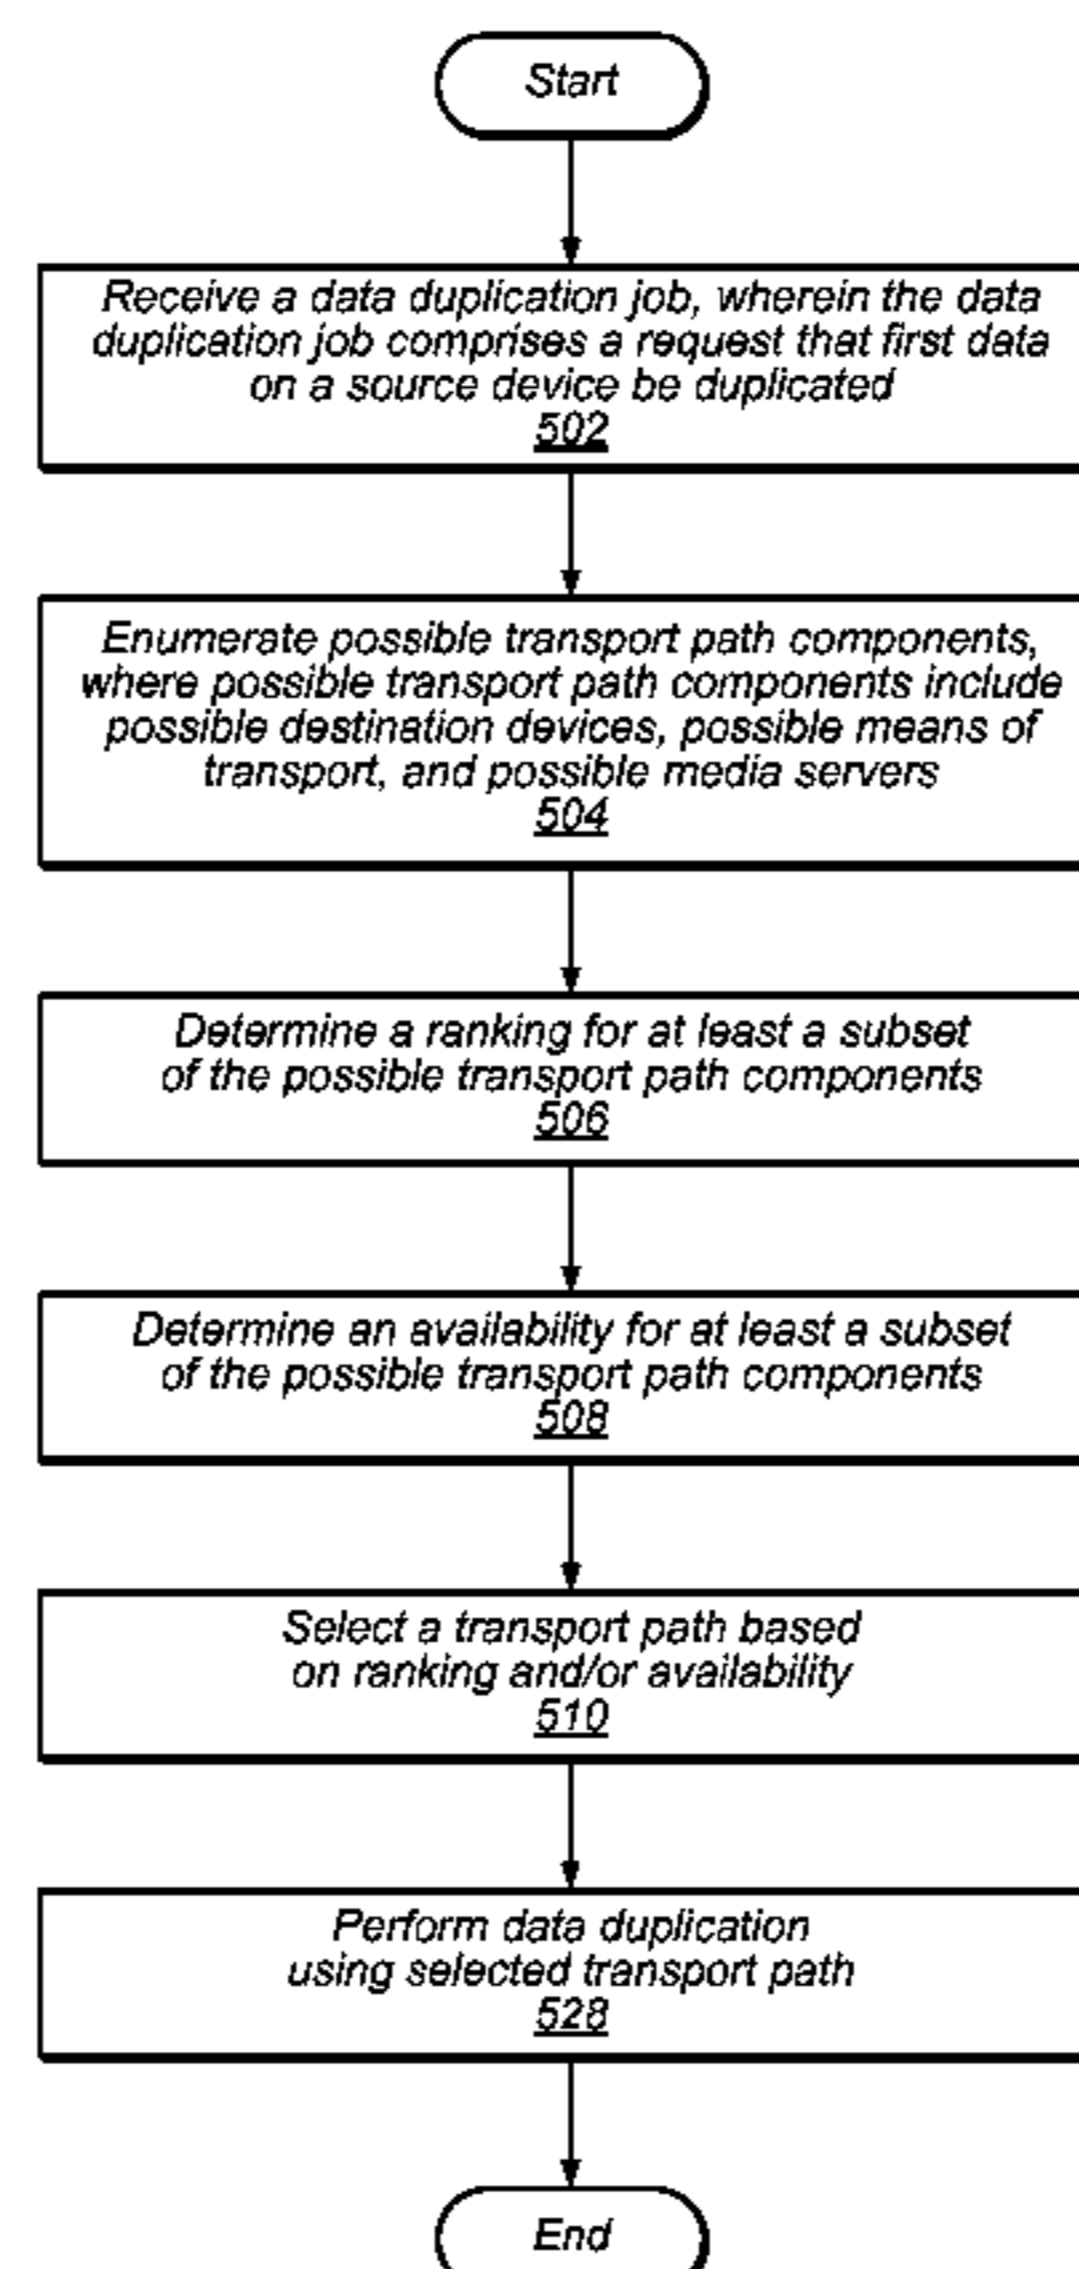 Start
Receive a data duplication job, wherein the data
duplication job comprises a request that first data
on a source device be duplicated
502
Enumerate possible transport path components,
where possible transport path components include
possible destination devices, possible means of
transport, and possible media servers
504
Determine a ranking for at least a subset
of the possible transport path components
506
Determine an availability for at least a subset
of the possible transport path components
508
Select a transport path based
on ranking and/or availability
510
Perform data duplication
using selected transport path
528
End